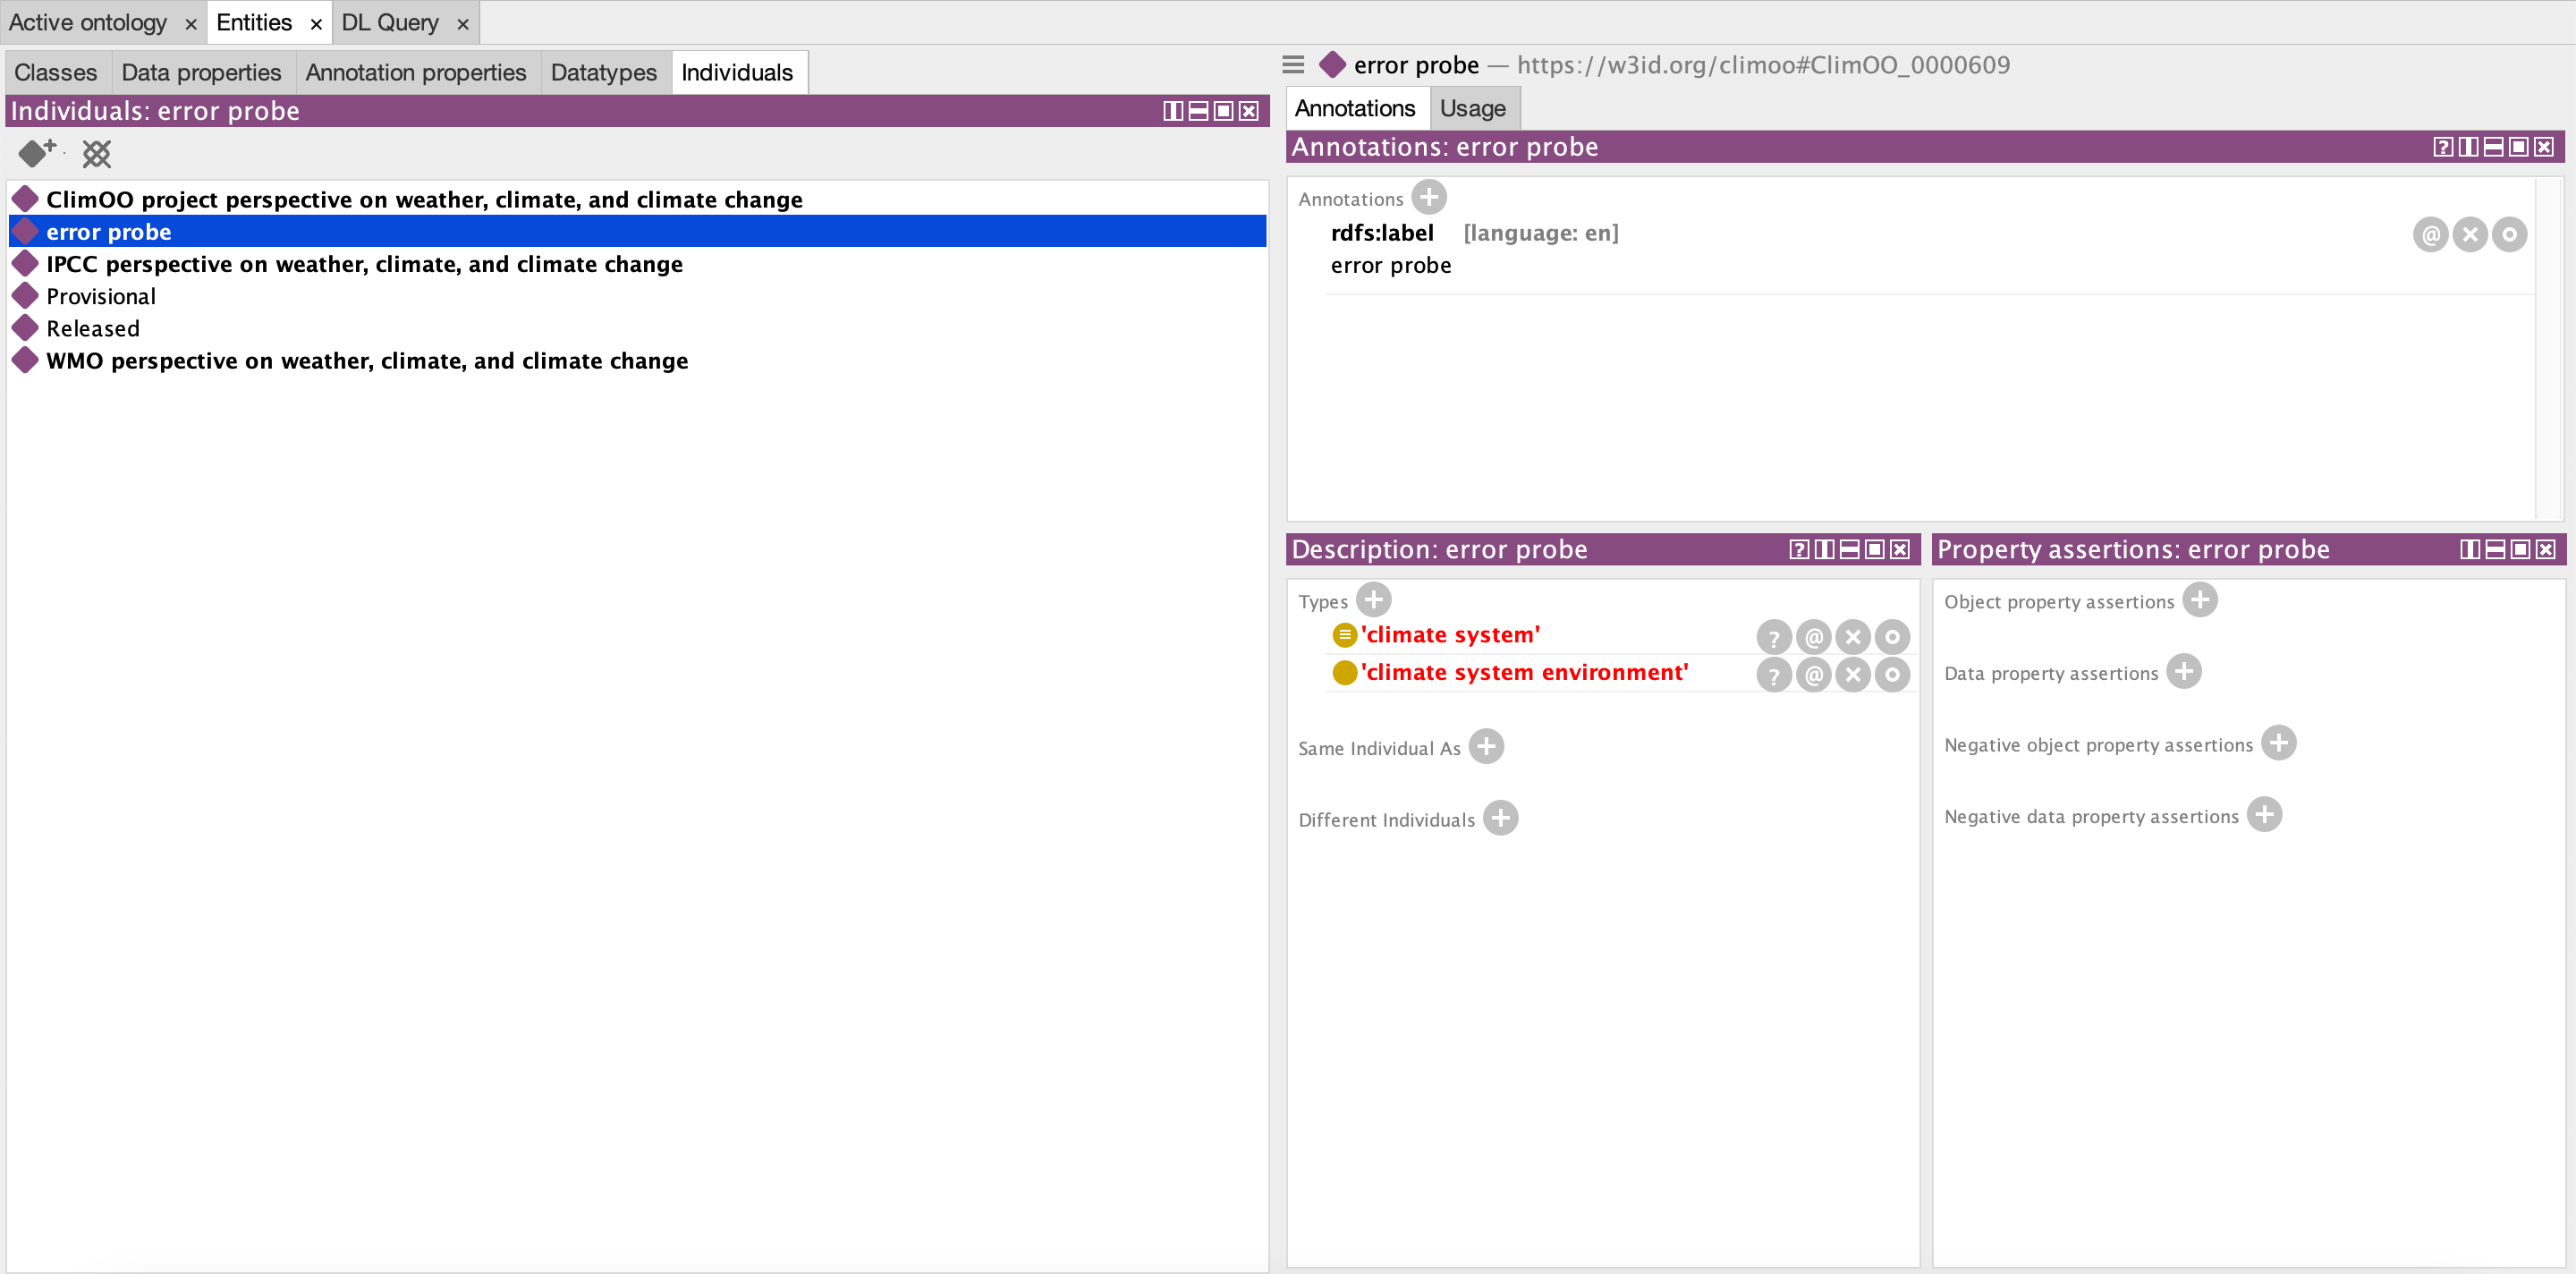 Active ontology × Entities × DL Query ×
Classes Data properties Annotation properties Datatypes Individuals
Individuals: error probe
ClimOO project perspective on weather, climate, and climate change
error probe
IPCC perspective on weather, climate, and climate change
Provisional
Released
WMO perspective on weather, climate, and climate change
error probe — https://w3id.org/climoo#ClimOO_0000609
Annotations Usage
Annotations: error probe
Annotations
rdfs:label [language: en]
error probe
Description: error probe
Types
'climate system'
'climate system environment'
Same Individual As
Different Individuals
Property assertions: error probe
Object property assertions
Data property assertions
Negative object property assertions
Negative data property assertions